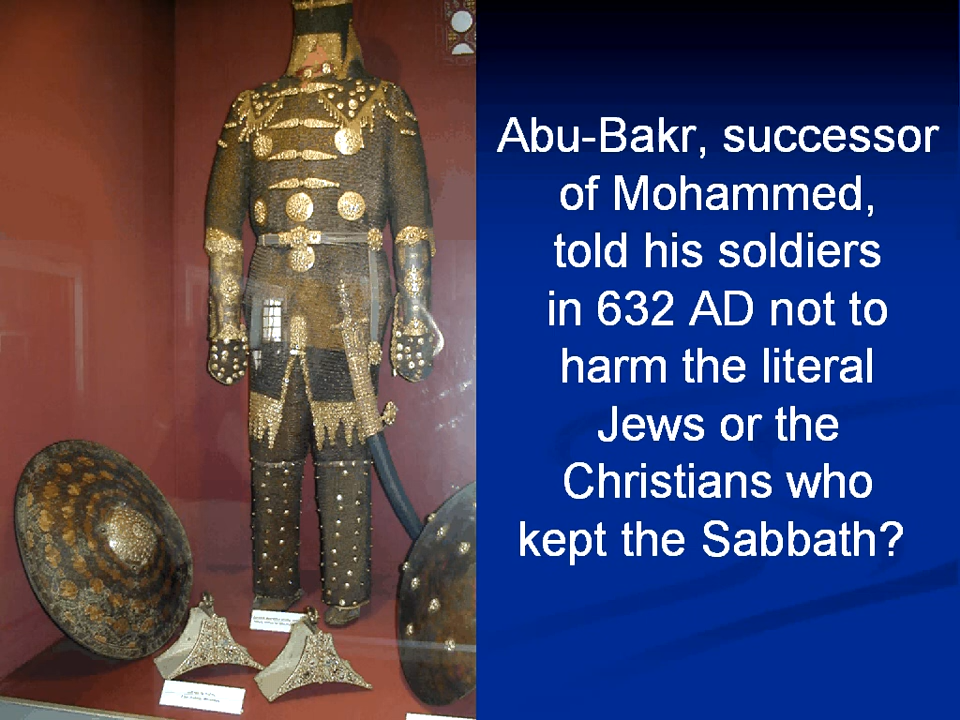 Abu-Bakr, successor
of Mohammed,
told his soldiers
in 632 AD not to
harm the literal
Jews or the
Christians who
kept the Sabbath?